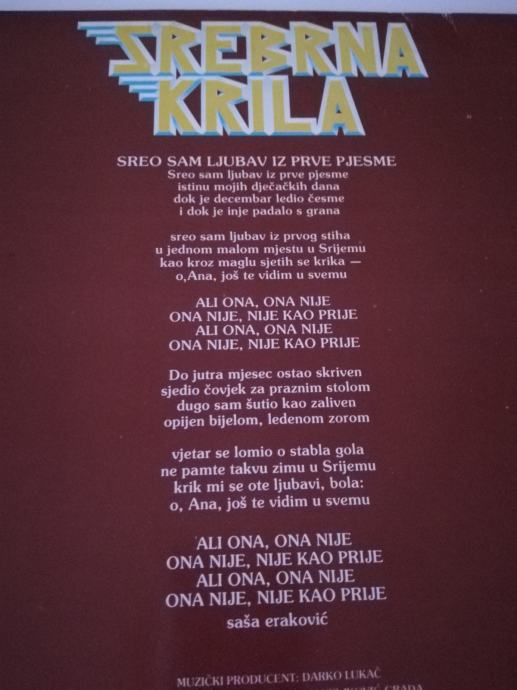 SREBRNA
KRILA
SREO SAM LJUBAV IZ PRVE PJESME
Sreo sam ljubav iz prve pjesme
istinu mojih dječačkih dana
dok je decembar ledio česme
i dok je inje padalo s grana
sreo sam ljubav iz prvog stiha
u jednom malom mjestu u Srijemu
kao kroz maglu sjetih se krika —
o,Ana, još te vidim u svemu
ALI ONA, ONA NIJE
ONA NIJE, NIJE KAO PRIJE
ALI ONA, ONA NIJE
ONA NIJE, NIJE KAO PRIJE
Do jutra mjesec ostao skriven
sjedio čovjek za praznim stolom
dugo sam šutio kao zaliven
opijen bijelom, ledenom zorom
vjetar se lomio o stabla gola
ne pamte takvu zimu u Srijemu
krik mi se ote ljubavi, bola:
o, Ana, još te vidim u svemu
ALI ONA, ONA NIJE
ONA NIJE, NIJE KAO PRIJE
ALI ONA, ONA NIJE
ONA NIJE, NIJE KAO PRIJE
saša eraković
MUZIČKI PRODUCENT: DARKO LUKAČ